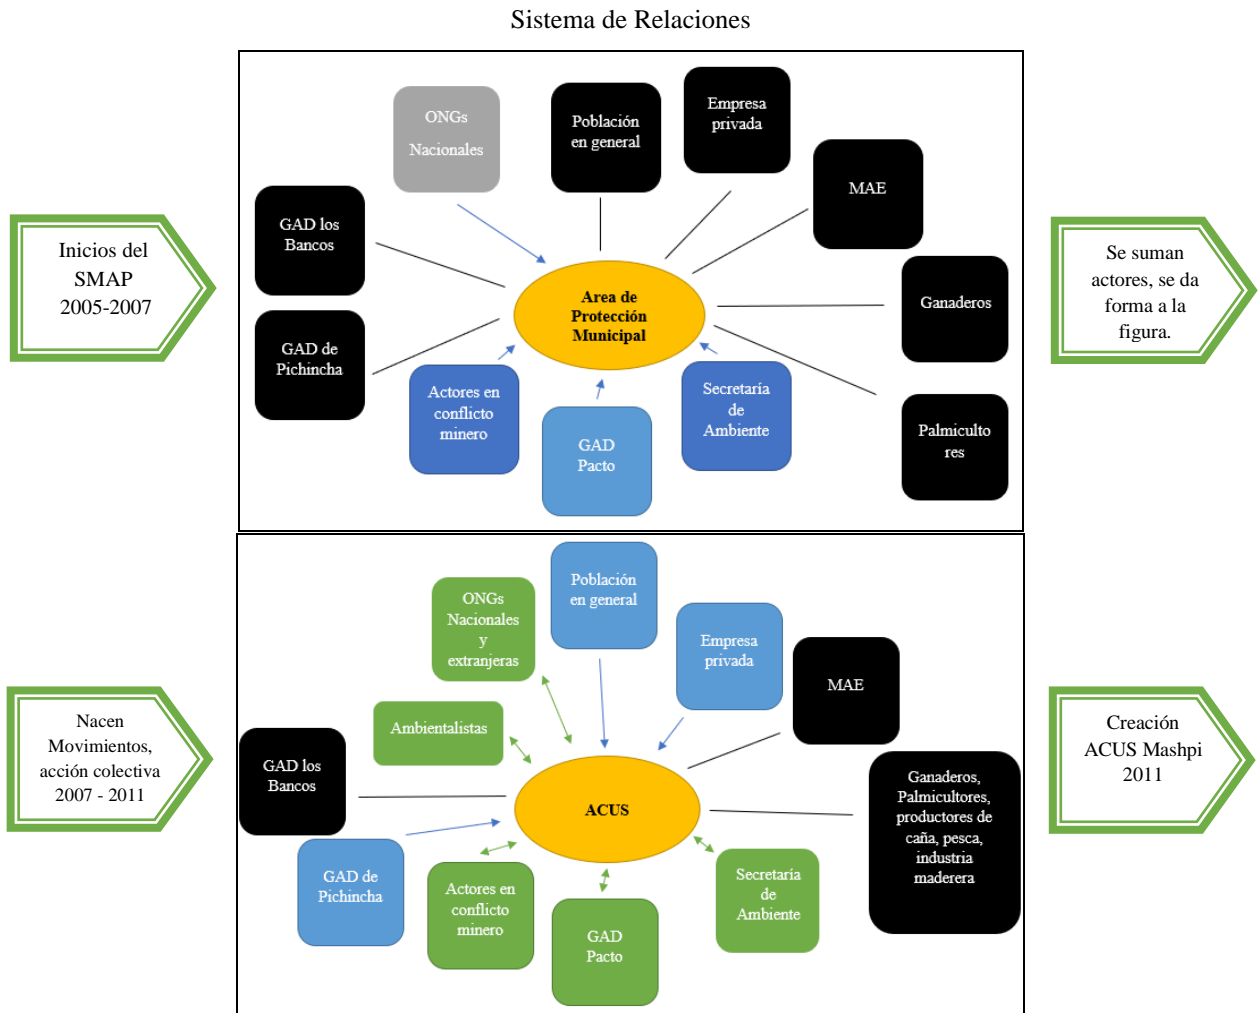 Sistema de Relaciones
Inicios del
SMAP
2005-2007
ONGs
Nacionales
Población
en general
Empresa
privada
MAE
GAD los
Bancos
GAD de
Pichincha
Area de
Protección
Municipal
Ganaderos
Palmiculto
res
Actores en
conflicto
minero
GAD
Pacto
Secretaría
de
Ambiente
Se suman
actores, se da
forma a la
figura.
Nacen
Movimientos,
acción colectiva
2007 - 2011
ONGs
Nacionales
y
extranjeras
Población
en general
Empresa
privada
MAE
Ambientalistas
GAD los
Bancos
ACUS
Ganaderos,
Palmicultores,
productores de
caña, pesca,
industria
maderera
GAD de
Pichincha
Actores en
conflicto
minero
GAD
Pacto
Secretaría
de
Ambiente
Creación
ACUS Mashpi
2011